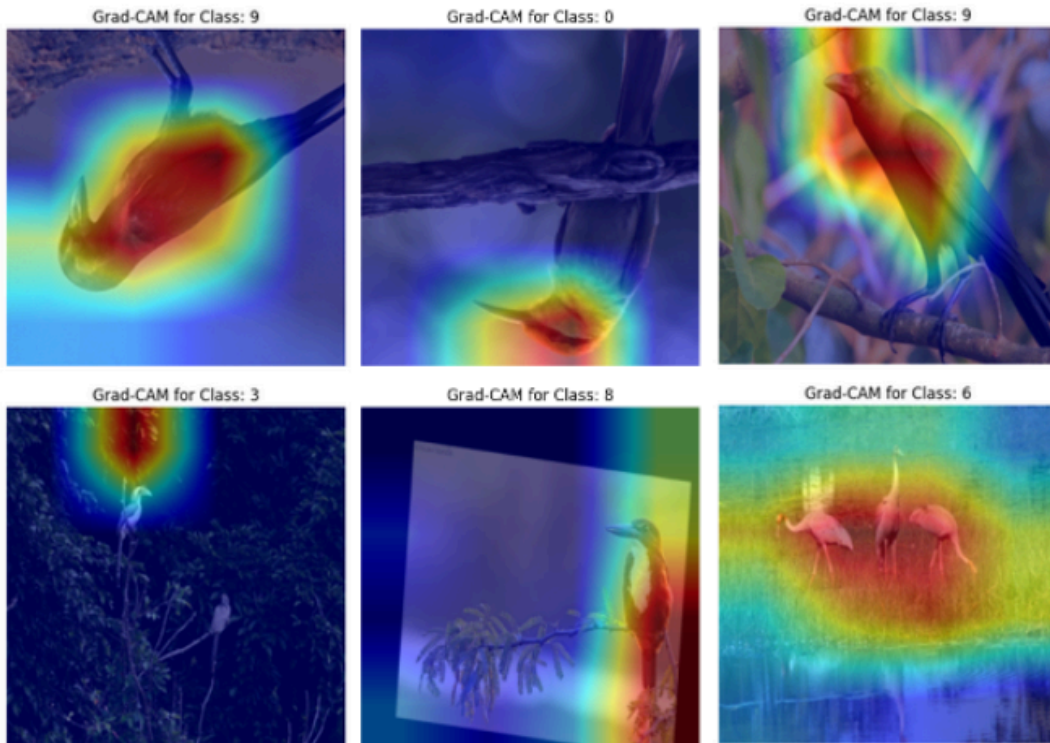 Grad-CAM for Class: 9
Grad-CAM for Class: 0
Grad-CAM for Class: 9
Grad-CAM for Class: 3
Grad-CAM for Class: 8
Grad-CAM for Class: 6